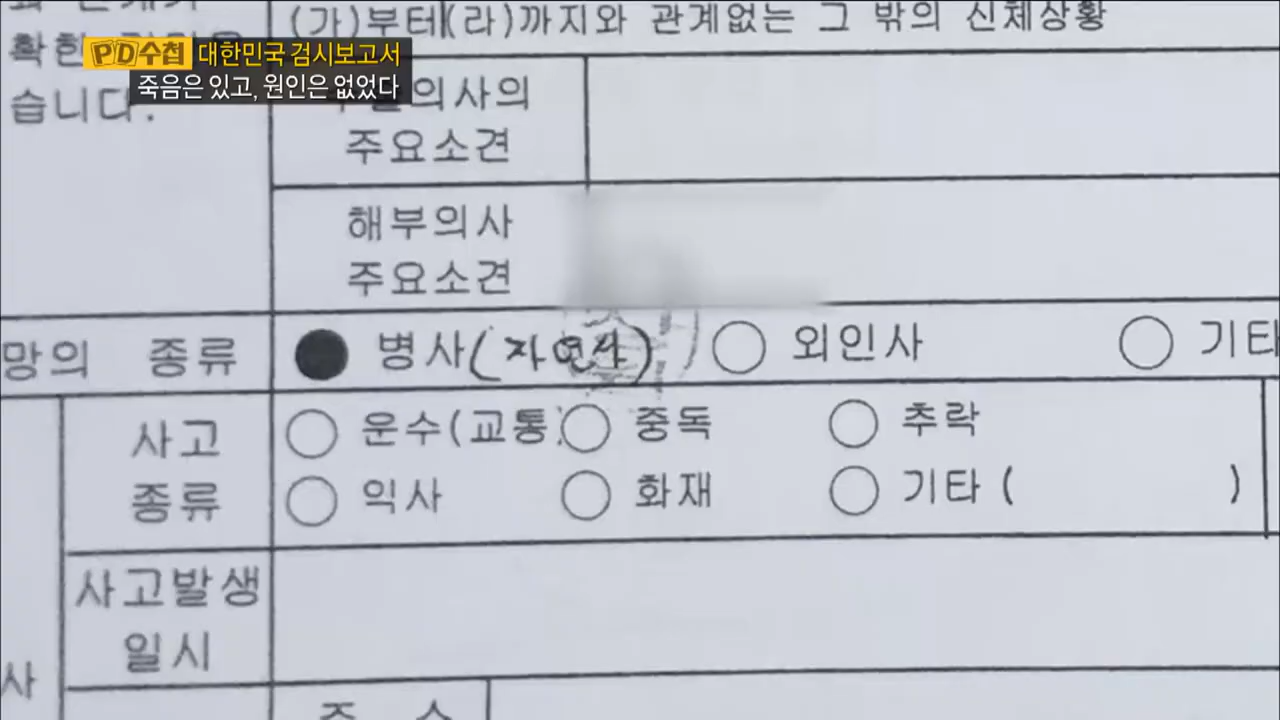 (가)부터 (라)까지와 관계없는 그 밖의 신체상황
PD수첩 대한민국 검시보고서
죽음은 있고, 원인은 없었다
습니다.
의사의
주요소견
해부의사
주요소견
망의 종류 병사(자연사) 외인사 기타
사고 운수(교통) 중독 추락
종류 익사 화재 기타 ( )
사고발생
일시
사
주 소